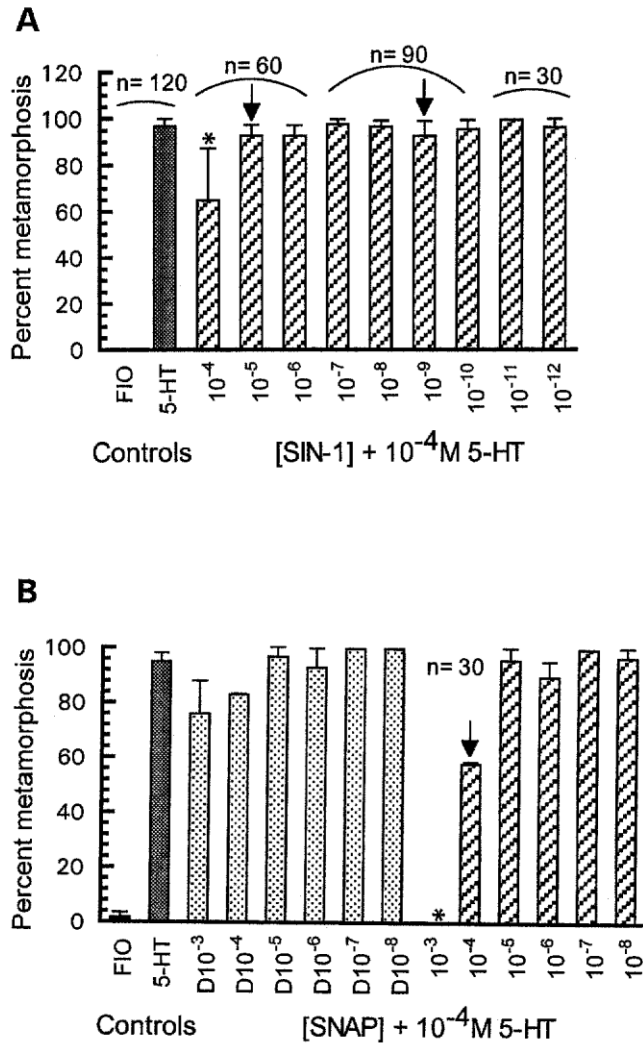 A
n= 120 n= 60 n= 90 n= 30
*
Percent metamorphosis
120
100
80
60
40
20
0
FIO 5-HT 10⁻⁴ 10⁻⁵ 10⁻⁶ 10⁻⁷ 10⁻⁸ 10⁻⁹ 10⁻¹⁰ 10⁻¹¹ 10⁻¹²
Controls [SIN-1] + 10⁻⁴M 5-HT
B
n= 30
*
Percent metamorphosis
100
80
60
40
20
0
FIO 5-HT D10⁻³ D10⁻⁴ D10⁻⁵ D10⁻⁶ D10⁻⁷ D10⁻⁸ 10⁻³ 10⁻⁴ 10⁻⁵ 10⁻⁶ 10⁻⁷ 10⁻⁸
Controls [SNAP] + 10⁻⁴M 5-HT